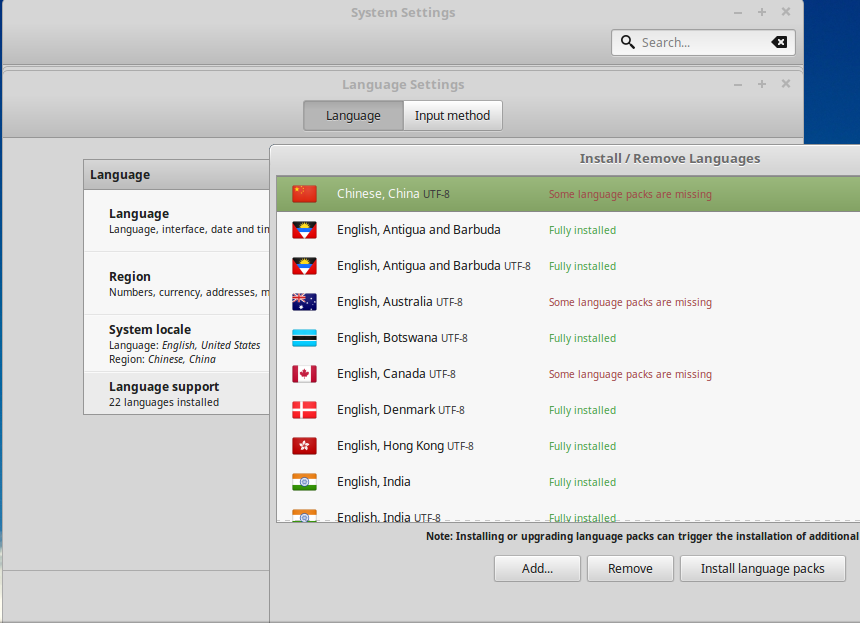 System Settings
Search...
Language Settings
Language
Input method
Language
Language
Language, interface, date and tin
Region
Numbers, currency, addresses, m
System locale
Language: English, United States
Region: Chinese, China
Language support
22 languages installed
Install / Remove Languages
Chinese, China UTF-8 Some language packs are missing
English, Antigua and Barbuda Fully installed
English, Antigua and Barbuda UTF-8 Fully installed
English, Australia UTF-8 Some language packs are missing
English, Botswana UTF-8 Fully installed
English, Canada UTF-8 Some language packs are missing
English, Denmark UTF-8 Fully installed
English, Hong Kong UTF-8 Fully installed
English, India Fully installed
English, India UTF-8 Fully installed
Note: Installing or upgrading language packs can trigger the installation of additional
Add...
Remove
Install language packs